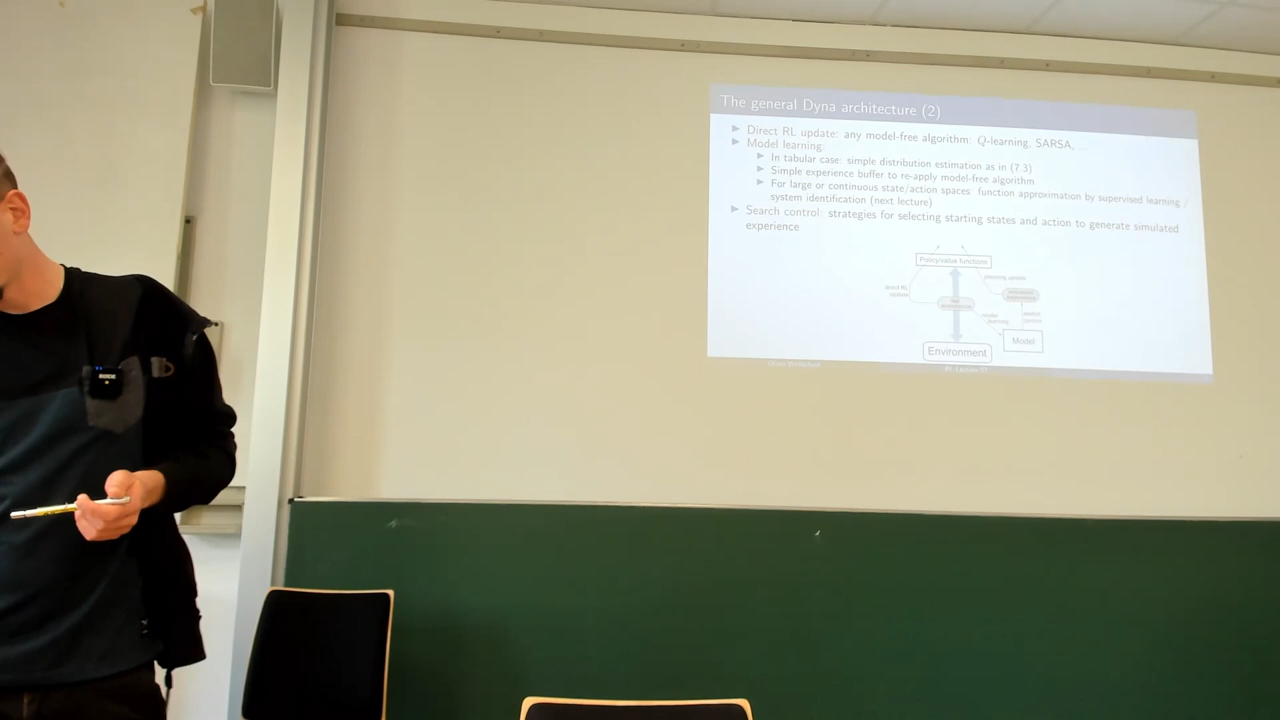 The general Dyna architecture (2)
Direct RL update: any model-free algorithm: Q-learning, SARSA, ...
Model learning:
In tabular case: simple distribution estimation as in (7.3)
Simple experience buffer to re-apply model-free algorithm
For large or continuous state/action spaces: function approximation by supervised learning /
system identification (next lecture)
Search control: strategies for selecting starting states and action to generate simulated
experience
Policy/value functions
planning update
direct RL
update
model
learning
search
control
Model
Environment